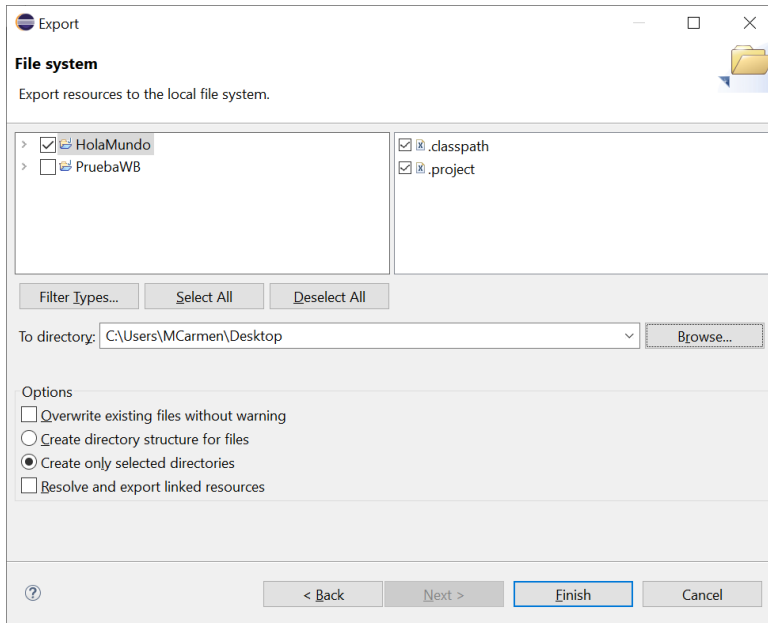 Export
File system
Export resources to the local file system.
HolaMundo
PruebaWB
.classpath
.project
Filter Types...
Select All
Deselect All
To directory: C:\Users\MCarmen\Desktop
Browse...
Options
Overwrite existing files without warning
Create directory structure for files
Create only selected directories
Resolve and export linked resources
?
< Back
Next >
Finish
Cancel